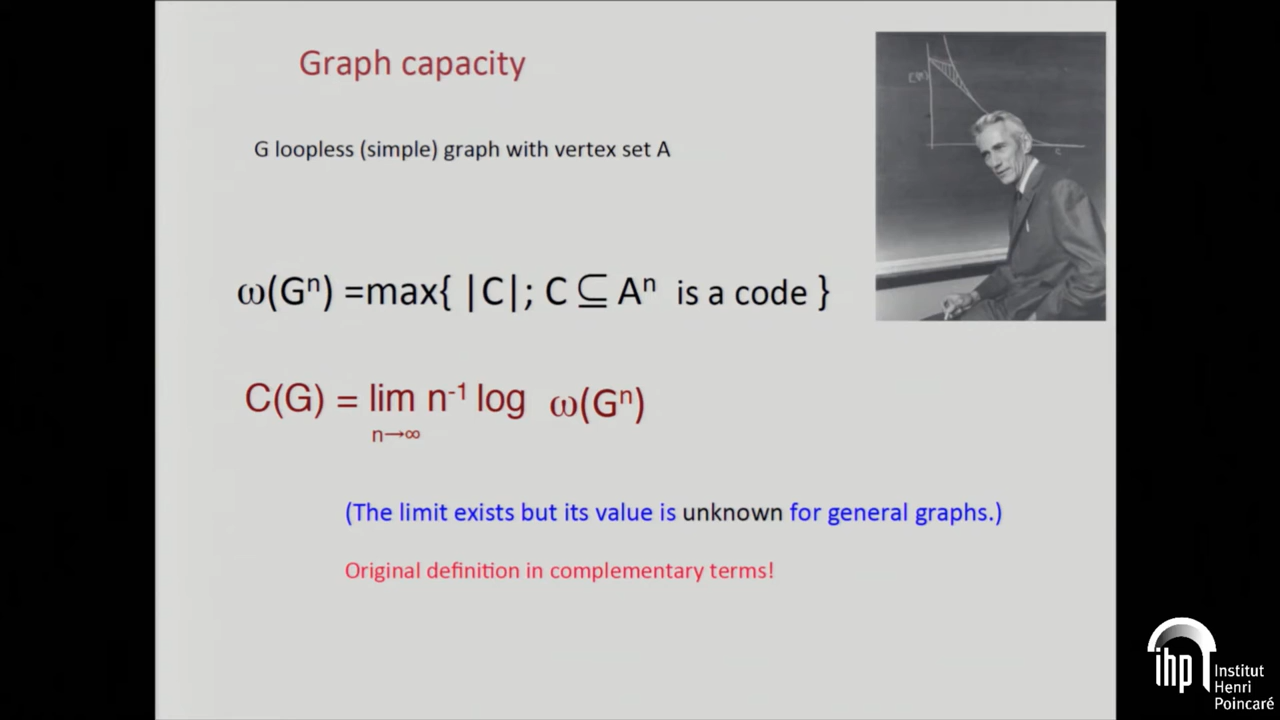 Graph capacity
G loopless (simple) graph with vertex set A
ω(Gⁿ) =max{ |C|; C ⊆ Aⁿ is a code }
C(G) = lim n⁻¹ log ω(Gⁿ)
n→∞
(The limit exists but its value is unknown for general graphs.)
Original definition in complementary terms!
ihp
Institut
Henri
Poincaré